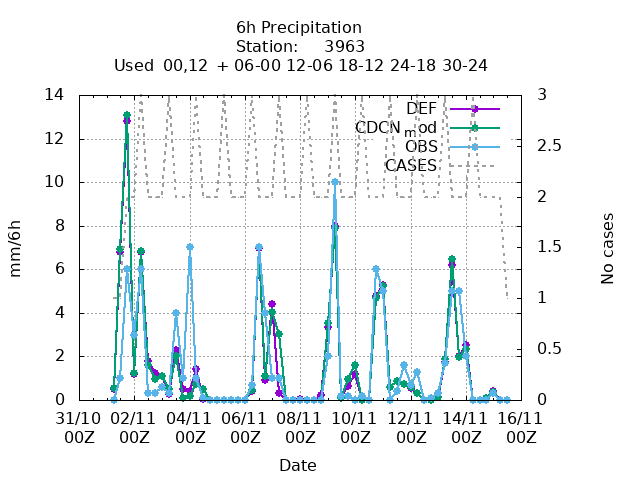 6h Precipitation
Station: 3963
Used 00,12 + 06-00 12-06 18-12 24-18 30-24
DEF
CDCN_mod
OBS
CASES
mm/6h
14
12
10
8
6
4
2
0
No cases
3
2.5
2
1.5
1
0.5
0
31/10 02/11 04/11 06/11 08/11 10/11 12/11 14/11 16/11
00Z 00Z 00Z 00Z 00Z 00Z 00Z 00Z 00Z
Date